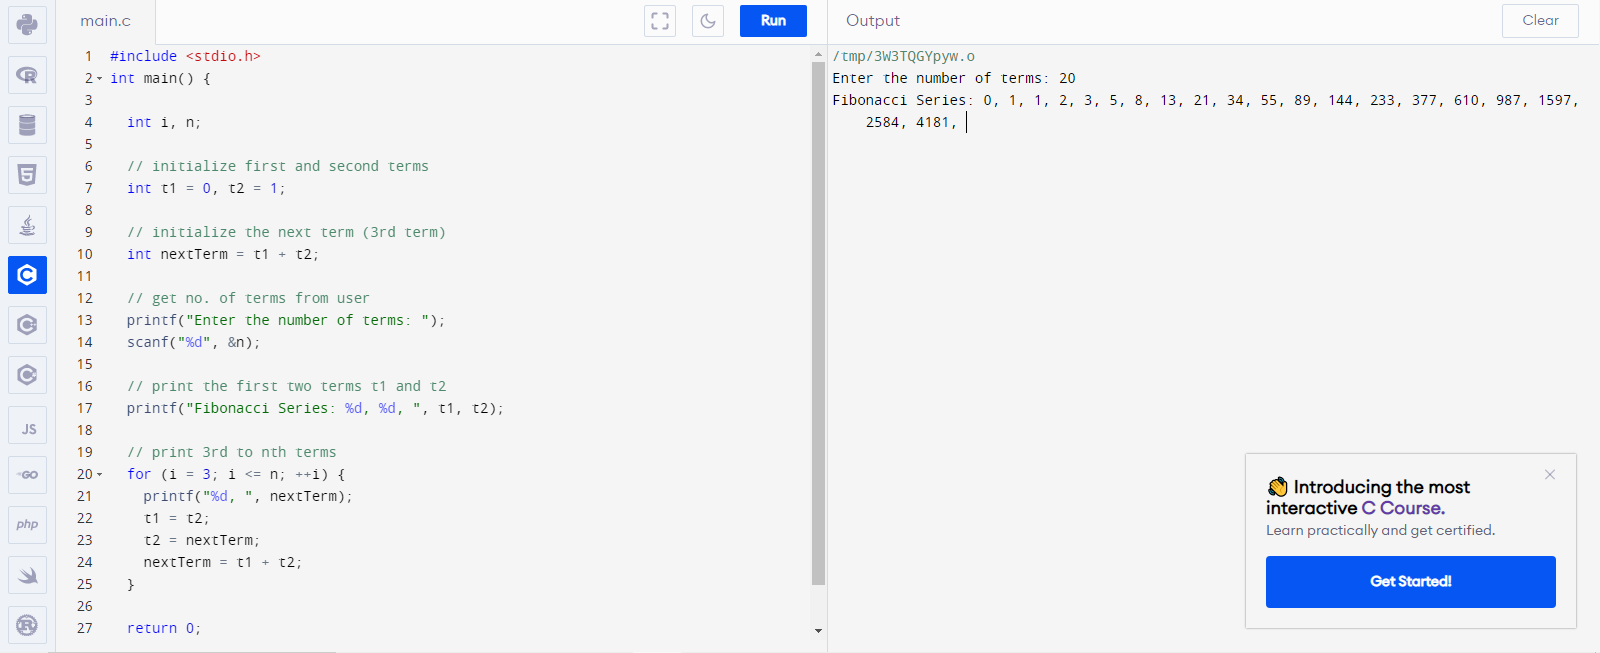 main.c
Run
Output
Clear
1 #include <stdio.h>
2 int main() {
3
4 int i, n;
5
6 // initialize first and second terms
7 int t1 = 0, t2 = 1;
8
9 // initialize the next term (3rd term)
10 int nextTerm = t1 + t2;
11
12 // get no. of terms from user
13 printf("Enter the number of terms: ");
14 scanf("%d", &n);
15
16 // print the first two terms t1 and t2
17 printf("Fibonacci Series: %d, %d, ", t1, t2);
18
19 // print 3rd to nth terms
20 for (i = 3; i <= n; ++i) {
21 printf("%d, ", nextTerm);
22 t1 = t2;
23 t2 = nextTerm;
24 nextTerm = t1 + t2;
25 }
26
27 return 0;
/tmp/3W3TQGYpyw.o
Enter the number of terms: 20
Fibonacci Series: 0, 1, 1, 2, 3, 5, 8, 13, 21, 34, 55, 89, 144, 233, 377, 610, 987, 1597,
2584, 4181,
Introducing the most
interactive C Course.
Learn practically and get certified.
Get Started!
R
C
C
C
JS
GO
php
R